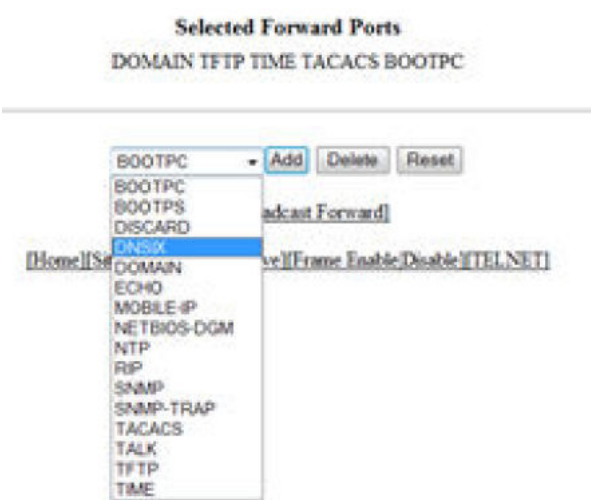 Selected Forward Ports
DOMAIN TFTP TIME TACACS BOOTPC
BOOTPC Add Delete Reset
BOOTPC
BOOTPS
adcast Forward]
DISCARD
DNSIX
[Home][Sa ve][Frame Enable|Disable][TELNET]
DOMAIN
ECHO
MOBILE-IP
NETBIOS-DGM
NTP
RIP
SNMP
SNMP-TRAP
TACACS
TALK
TFTP
TIME